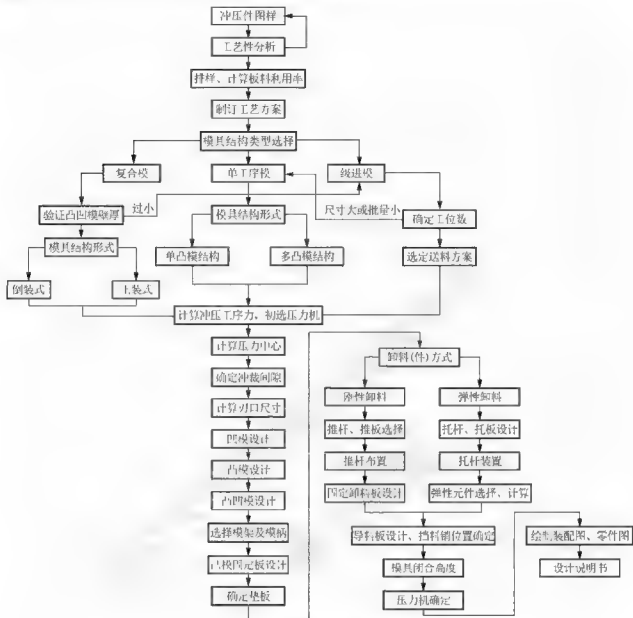 冲压件图样
工艺性分析
排样、计算板料利用率
制订工艺方案
模具结构类型选择
复合模
单工序模
级进模
验证凸凹模壁厚
过小
模具结构形式
尺寸大或批量小
确定工位数
模具结构形式
单凸模结构
多凸模结构
选定送料方案
倒装式
正装式
计算冲压工序力、初选压力机
计算压力中心
确定冲裁间隙
计算刃口尺寸
凹模设计
凸模设计
凸凹模设计
选择模架及模柄
凸模固定板设计
确定垫板
卸料(件)方式
刚性卸料
弹性卸料
推杆、推板选择
托杆、托板设计
推杆布置
托杆装置
固定卸料板设计
弹性元件选择、计算
导料板设计、挡料销位置确定
模具闭合高度
压力机确定
绘制装配图、零件图
设计说明书